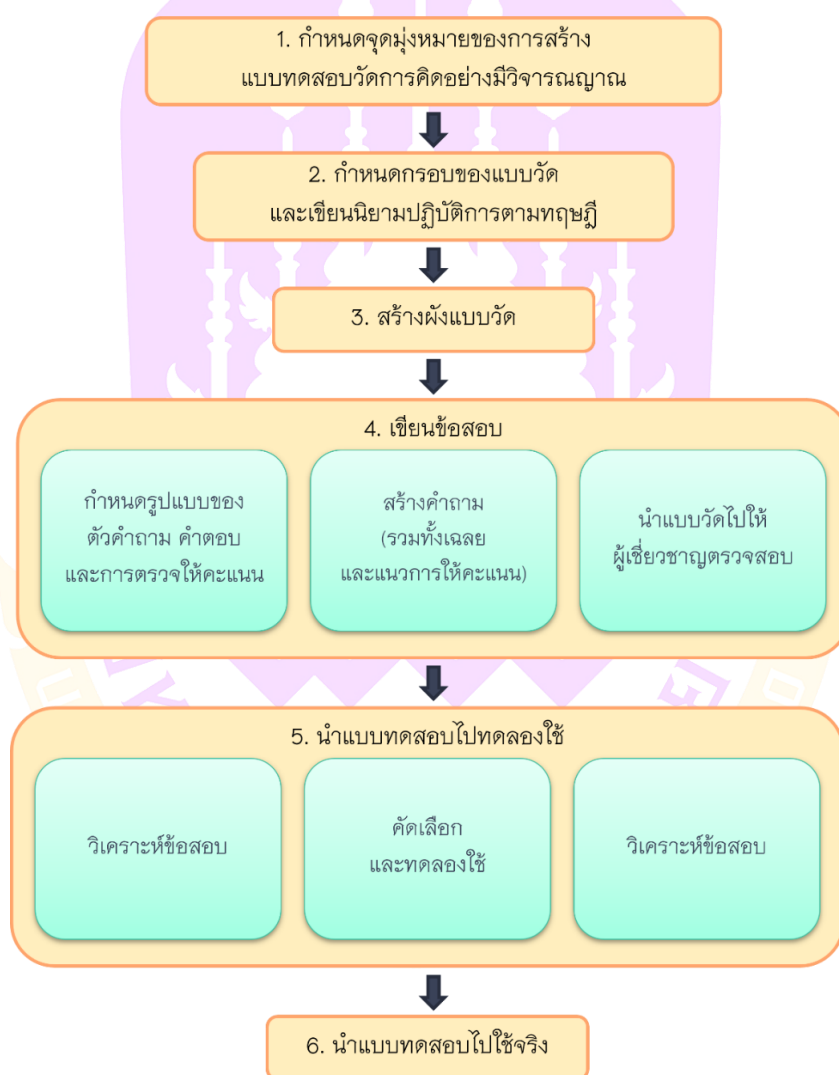 1. กำหนดจุดมุ่งหมายของการสร้าง
แบบทดสอบวัดการคิดอย่างมีวิจารณญาณ
2. กำหนดกรอบของแบบวัด
และเขียนนิยามปฏิบัติการตามทฤษฎี
3. สร้างผังแบบวัด
4. เขียนข้อสอบ
กำหนดรูปแบบของ
ตัวคำถาม คำตอบ
และการตรวจให้คะแนน
สร้างคำถาม
(รวมทั้งเฉลย
และแนวการให้คะแนน)
นำแบบวัดไปให้
ผู้เชี่ยวชาญตรวจสอบ
5. นำแบบทดสอบไปทดลองใช้
วิเคราะห์ข้อสอบ
คัดเลือก
และทดลองใช้
วิเคราะห์ข้อสอบ
6. นำแบบทดสอบไปใช้จริง